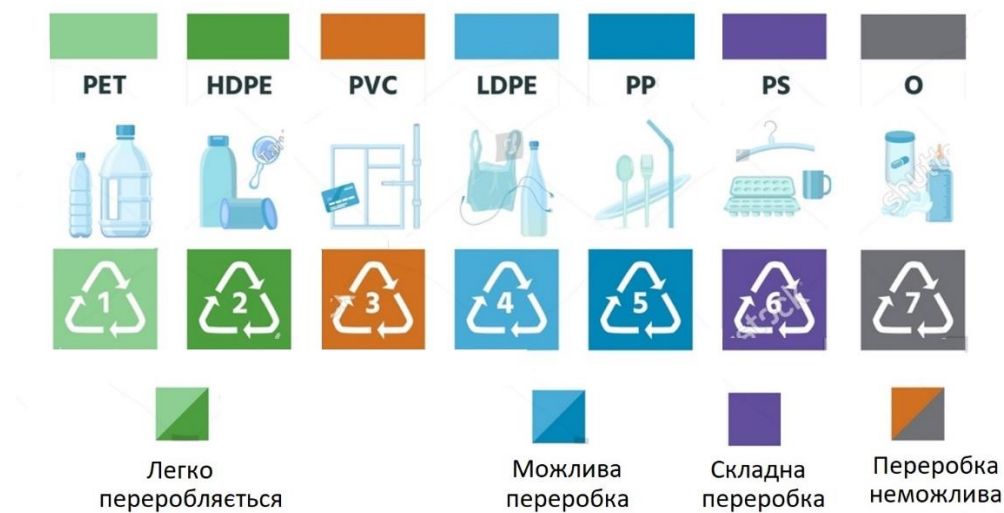 PET HDPE PVC LDPE PP PS O
1 2 3 4 5 6 7
Легко
переробляється
Можлива
переробка
Складна
переробка
Переробка
неможлива